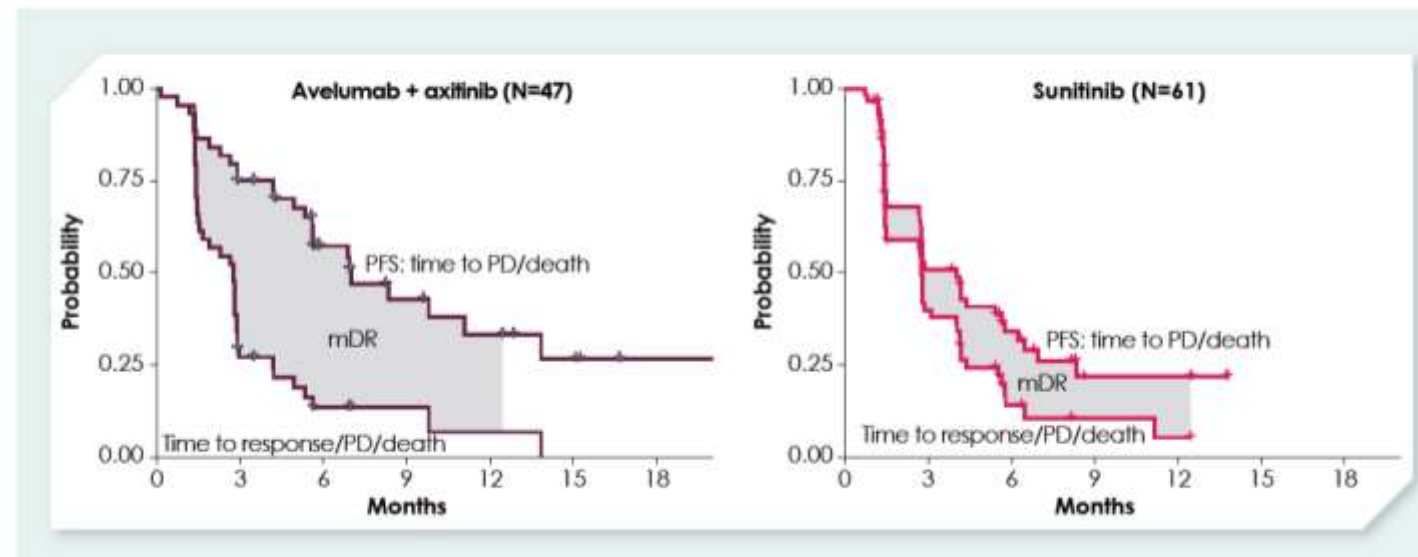 Avelumab + axitinib (N=47)
Probability
1.00
0.75
0.50
0.25
0.00
PFS: time to PD/death
mDR
Time to response/PD/death
0 3 6 9 12 15 18
Months
Sunitinib (N=61)
Probability
1.00
0.75
0.50
0.25
0.00
PFS: time to PD/death
mDR
Time to response/PD/death
0 3 6 9 12 15 18
Months